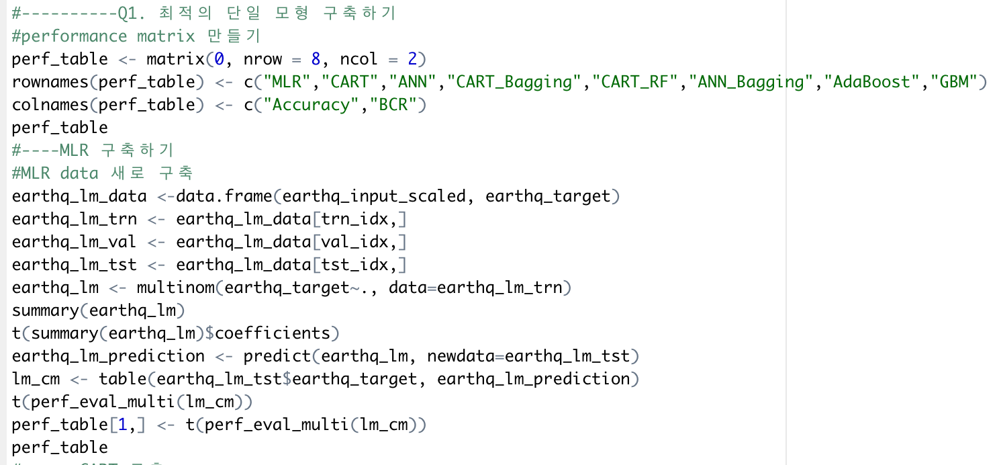 #----------Q1. 최적의 단일 모형 구축하기
#performance matrix 만들기
perf_table <- matrix(0, nrow = 8, ncol = 2)
rownames(perf_table) <- c("MLR","CART","ANN","CART_Bagging","CART_RF","ANN_Bagging","AdaBoost","GBM")
colnames(perf_table) <- c("Accuracy","BCR")
perf_table
#----MLR 구축하기
#MLR data 새로 구축
earthq_lm_data <-data.frame(earthq_input_scaled, earthq_target)
earthq_lm_trn <- earthq_lm_data[trn_idx,]
earthq_lm_val <- earthq_lm_data[val_idx,]
earthq_lm_tst <- earthq_lm_data[tst_idx,]
earthq_lm <- multinom(earthq_target~., data=earthq_lm_trn)
summary(earthq_lm)
t(summary(earthq_lm)$coefficients)
earthq_lm_prediction <- predict(earthq_lm, newdata=earthq_lm_tst)
lm_cm <- table(earthq_lm_tst$earthq_target, earthq_lm_prediction)
t(perf_eval_multi(lm_cm))
perf_table[1,] <- t(perf_eval_multi(lm_cm))
perf_table